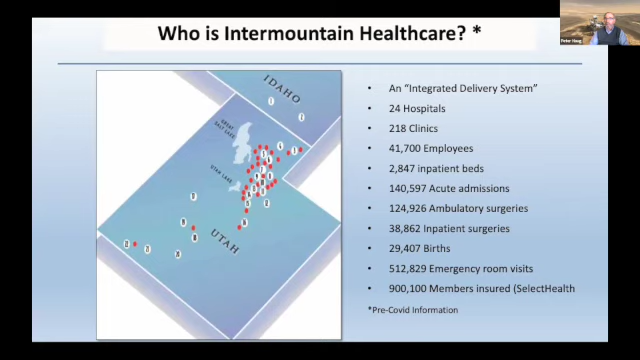 Who is Intermountain Healthcare? *
Peter Haug
IDAHO
GREAT
SALT LAKE
UTAH LAKE
UTAH
• An “Integrated Delivery System”
• 24 Hospitals
• 218 Clinics
• 41,700 Employees
• 2,847 inpatient beds
• 140,597 Acute admissions
• 124,926 Ambulatory surgeries
• 38,862 Inpatient surgeries
• 29,407 Births
• 512,829 Emergency room visits
• 900,100 Members insured (SelectHealth
*Pre-Covid Information